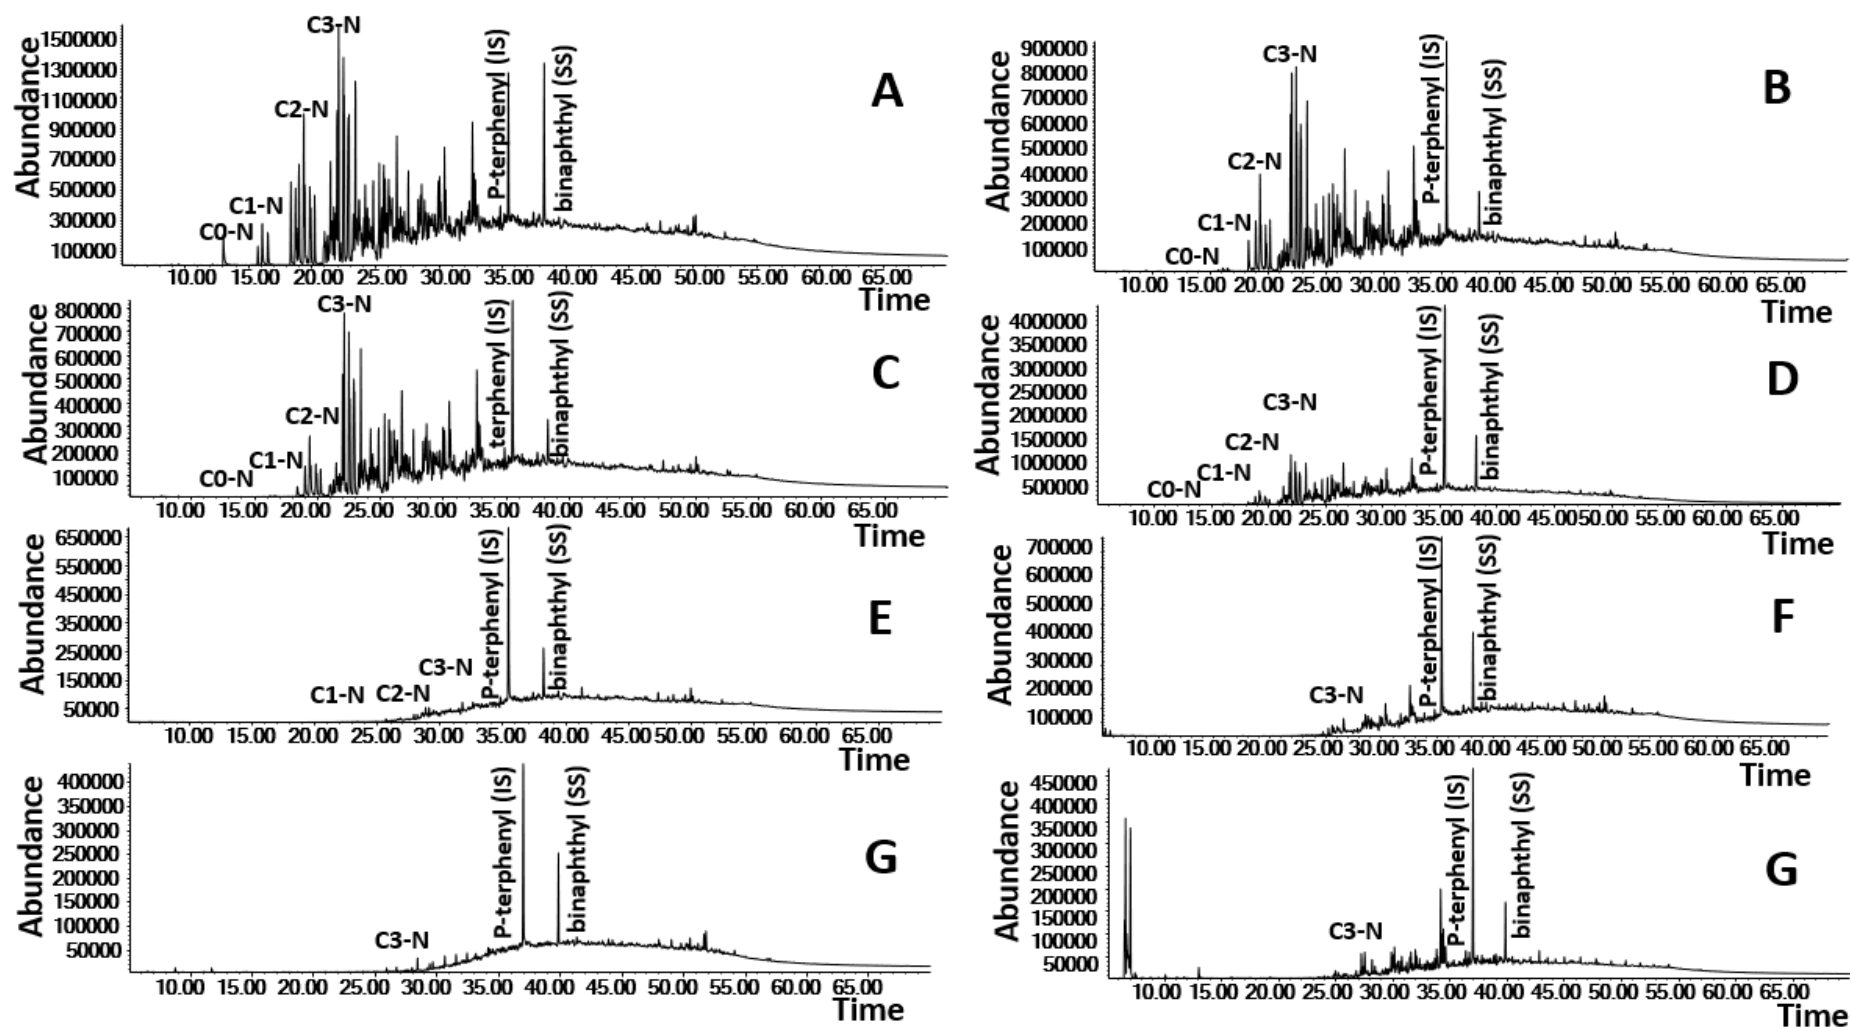 Abundance
1500000
1300000
1100000
900000
700000
500000
300000
100000
C0-N
C1-N
C2-N
C3-N
P-terphenyl (IS)
binaphthyl (SS)
A
10.00 15.00 20.00 25.00 30.00 35.00 40.00 45.00 50.00 55.00 60.00 65.00
Time
Abundance
900000
800000
700000
600000
500000
400000
300000
200000
100000
C0-N
C1-N
C2-N
C3-N
P-terphenyl (IS)
binaphthyl (SS)
B
10.00 15.00 20.00 25.00 30.00 35.00 40.00 45.00 50.00 55.00 60.00 65.00
Time
Abundance
800000
700000
600000
500000
400000
300000
200000
100000
C0-N
C1-N
C2-N
C3-N
terphenyl (IS)
binaphthyl (SS)
C
10.00 15.00 20.00 25.00 30.00 35.00 40.00 45.00 50.00 55.00 60.00 65.00
Time
Abundance
4000000
3500000
3000000
2500000
2000000
1500000
1000000
500000
C0-N
C1-N
C2-N
C3-N
P-terphenyl (IS)
binaphthyl (SS)
D
10.00 15.00 20.00 25.00 30.00 35.00 40.00 45.00 50.00 55.00 60.00 65.00
Time
Abundance
650000
550000
450000
350000
250000
150000
50000
C1-N
C2-N
C3-N
P-terphenyl (IS)
binaphthyl (SS)
E
10.00 15.00 20.00 25.00 30.00 35.00 40.00 45.00 50.00 55.00 60.00 65.00
Time
Abundance
700000
600000
500000
400000
300000
200000
100000
C3-N
P-terphenyl (IS)
binaphthyl (SS)
F
10.00 15.00 20.00 25.00 30.00 35.00 40.00 45.00 50.00 55.00 60.00 65.00
Time
Abundance
400000
350000
300000
250000
200000
150000
100000
50000
C3-N
P-terphenyl (IS)
binaphthyl (SS)
G
10.00 15.00 20.00 25.00 30.00 35.00 40.00 45.00 50.00 55.00 60.00 65.00
Time
Abundance
450000
400000
350000
300000
250000
200000
150000
100000
50000
C3-N
P-terphenyl (IS)
binaphthyl (SS)
G
10.00 15.00 20.00 25.00 30.00 35.00 40.00 45.00 50.00 55.00 60.00 65.00
Time